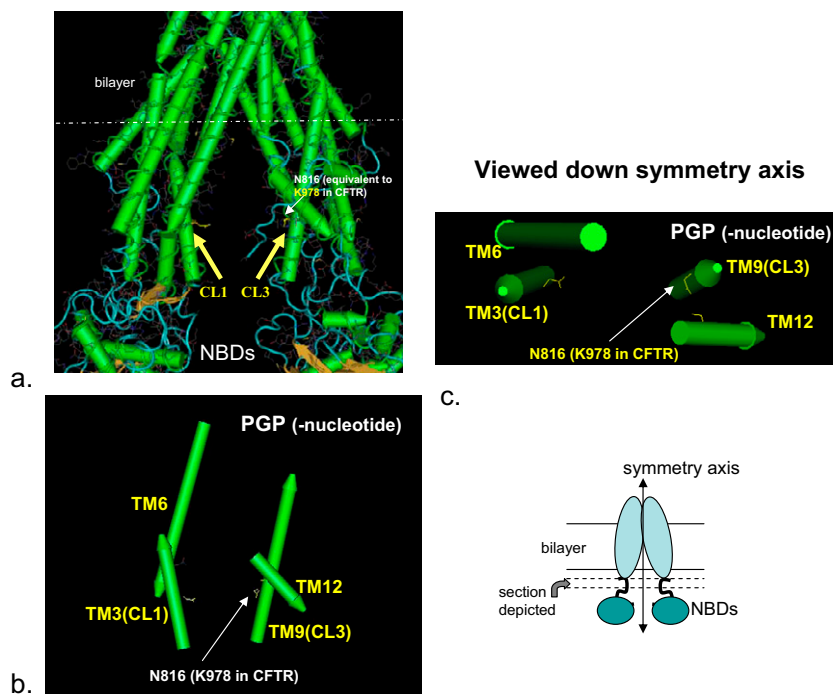 bilayer
N816 (equivalent to
K978 in CFTR)
CL1
CL3
NBDs
a.
Viewed down symmetry axis
PGP (-nucleotide)
TM6
TM9(CL3)
TM3(CL1)
TM12
N816 (K978 in CFTR)
c.
PGP (-nucleotide)
TM6
TM12
TM3(CL1)
TM9(CL3)
N816 (K978 in CFTR)
b.
symmetry axis
bilayer
section
depicted
NBDs